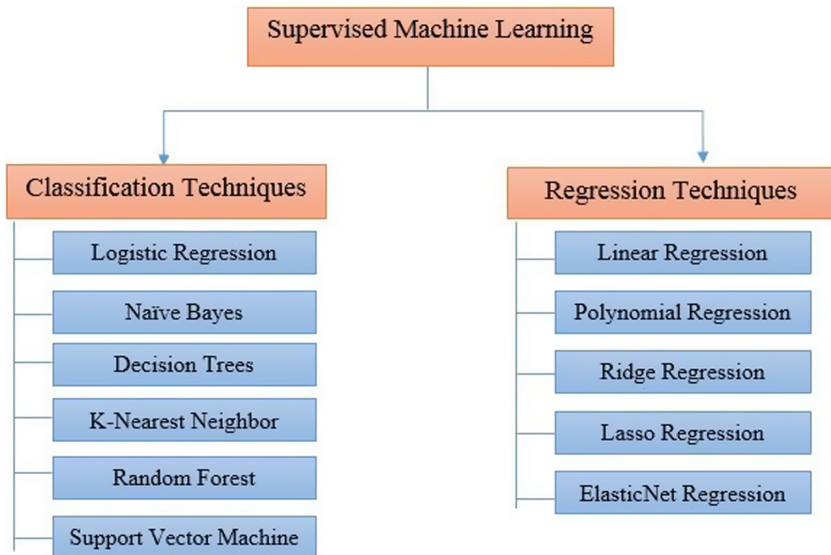 Supervised Machine Learning
Classification Techniques
Logistic Regression
Naïve Bayes
Decision Trees
K-Nearest Neighbor
Random Forest
Support Vector Machine
Regression Techniques
Linear Regression
Polynomial Regression
Ridge Regression
Lasso Regression
ElasticNet Regression